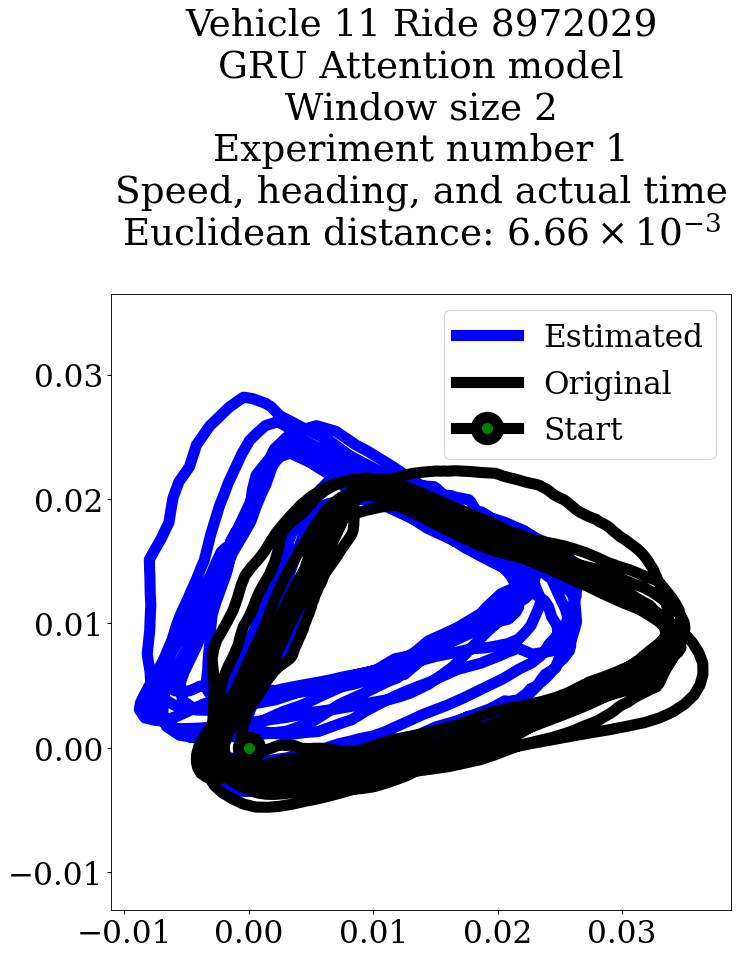 Vehicle 11 Ride 8972029
GRU Attention model
Window size 2
Experiment number 1
Speed, heading, and actual time
Euclidean distance: 6.66 × 10⁻³
Estimated
Original
Start
0.03
0.02
0.01
0.00
−0.01
−0.01 0.00 0.01 0.02 0.03